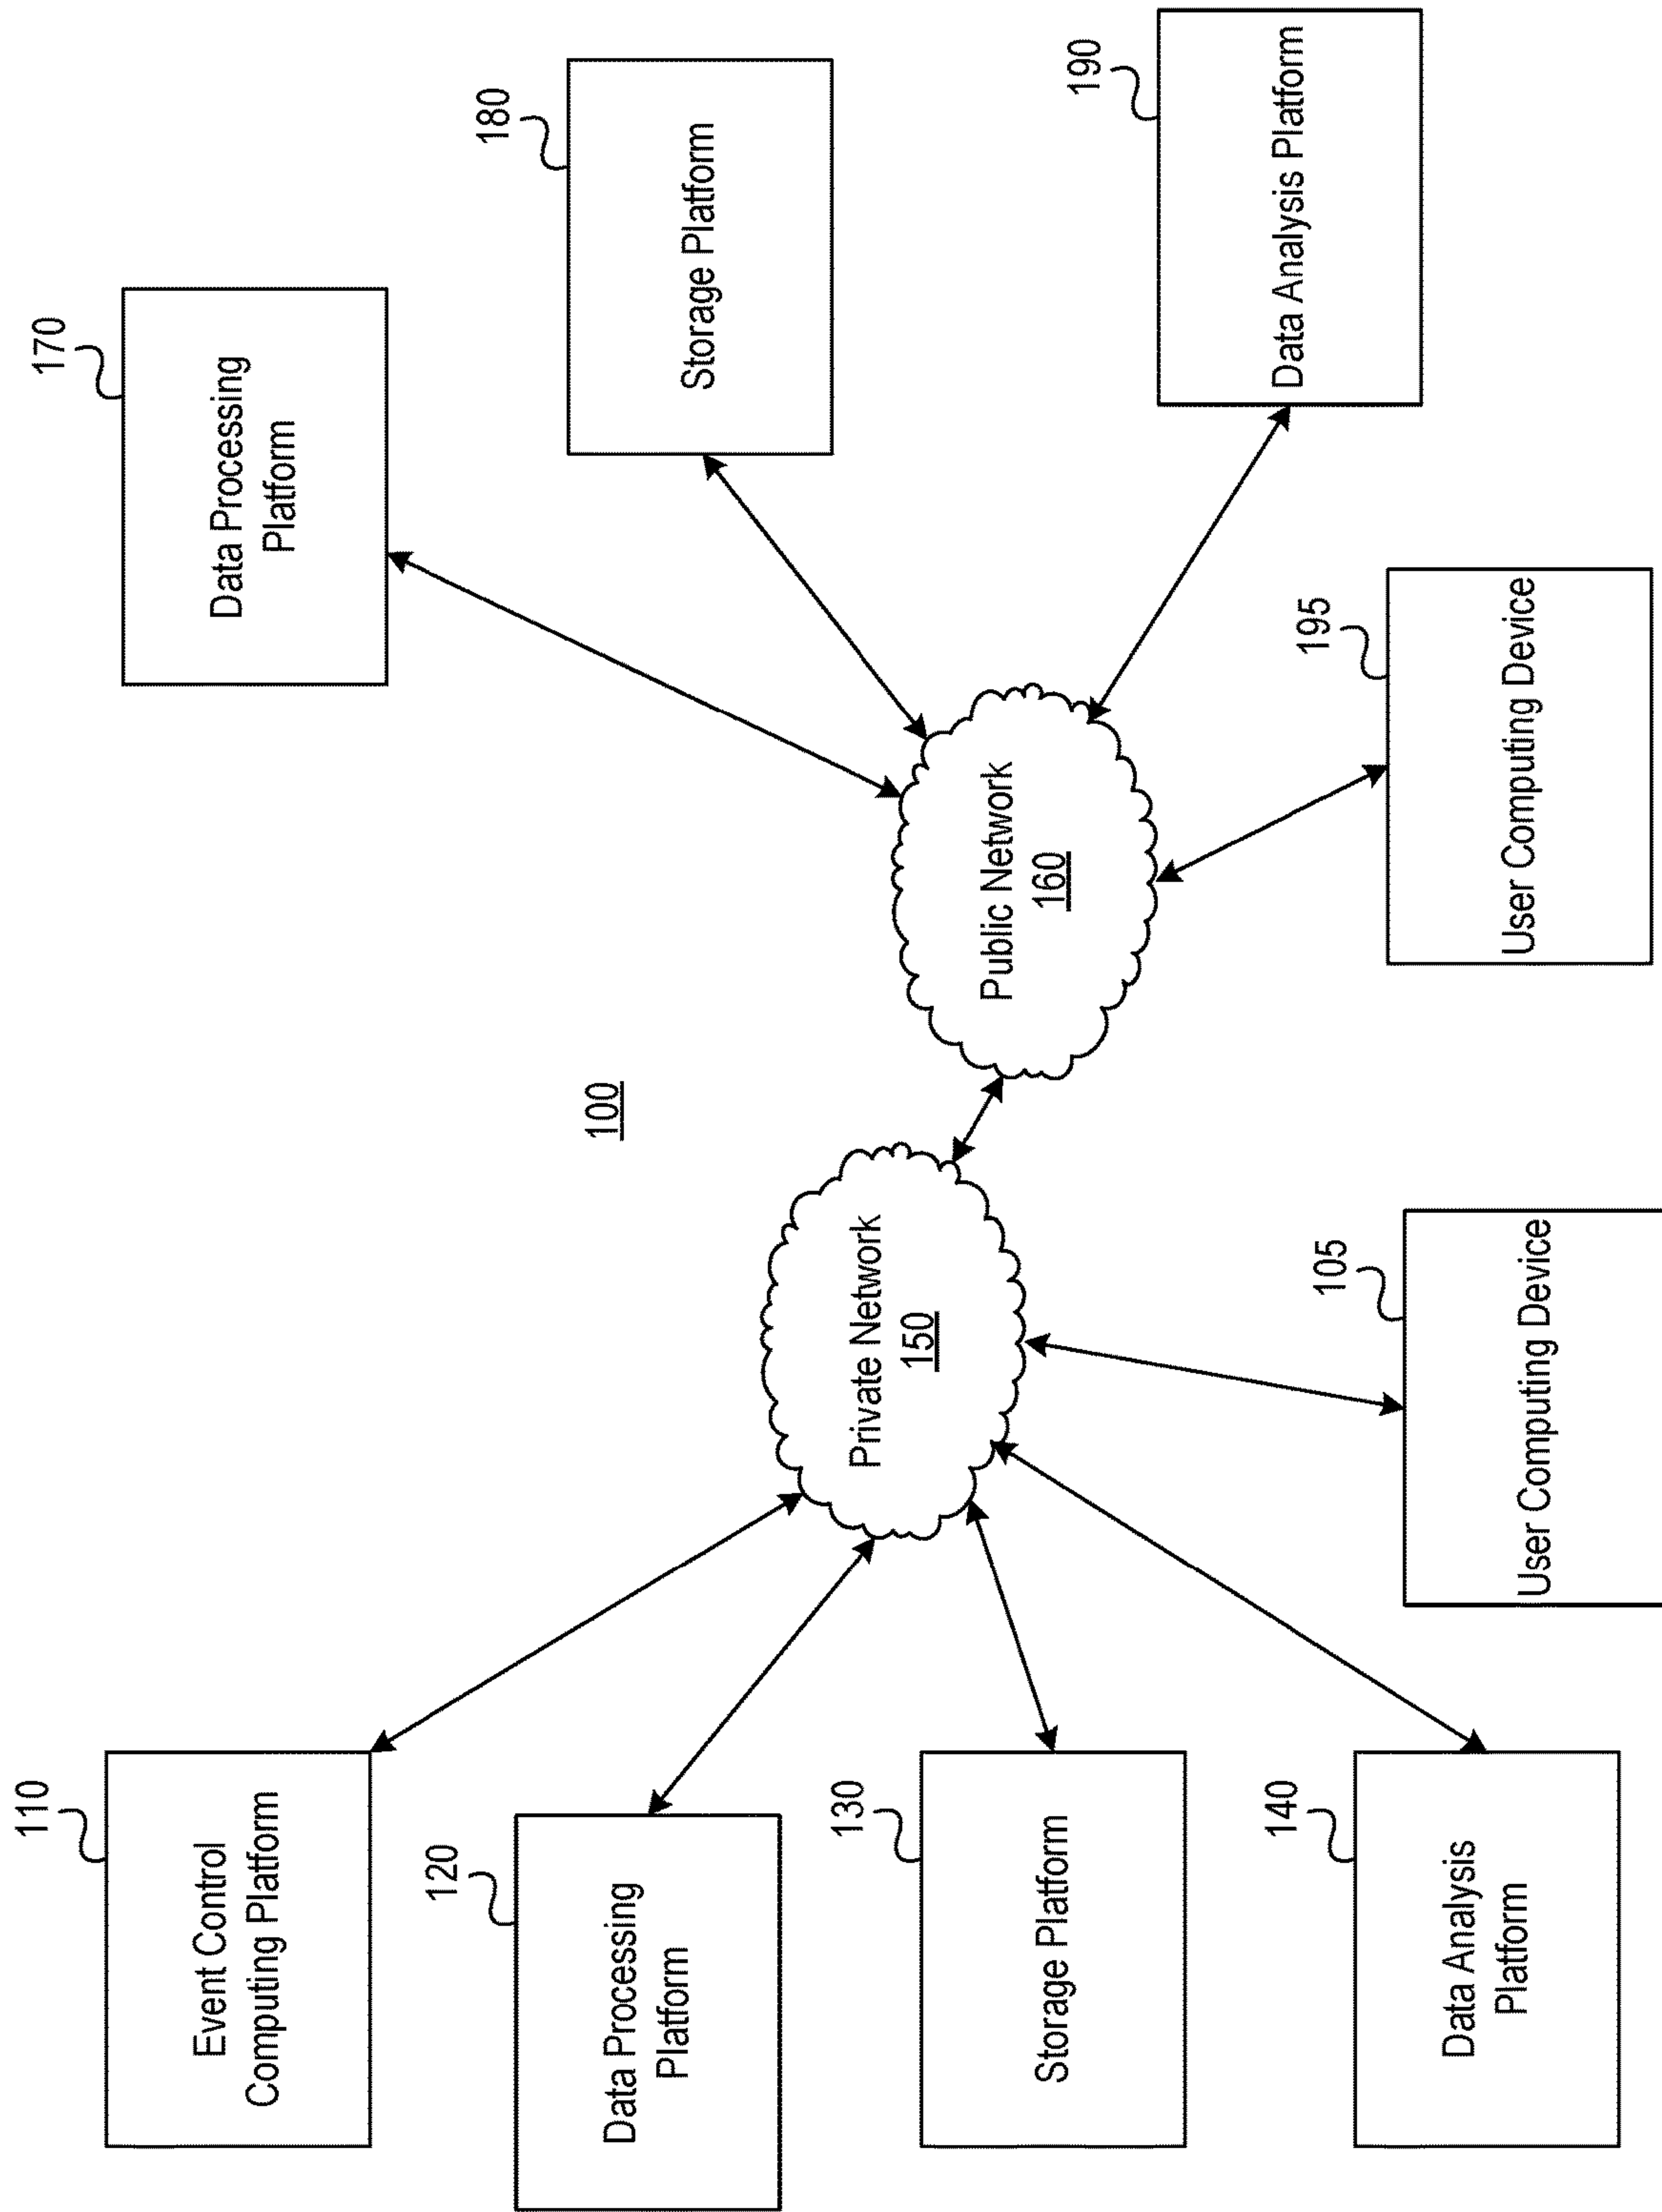 110
Event Control
Computing Platform
120
Data Processing
Platform
130
Storage Platform
140
Data Analysis
Platform
Private Network
150
105
User Computing Device
100
Public Network
160
170
Data Processing
Platform
180
Storage Platform
190
Data Analysis Platform
195
User Computing Device